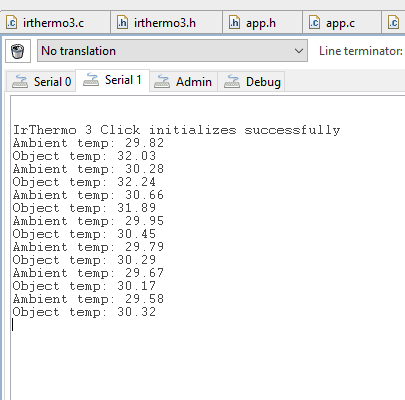 irthermo3.c irthermo3.h app.h app.c
No translation Line terminator:
Serial 0 Serial 1 Admin Debug
IrThermo 3 Click initializes successfully
Ambient temp: 29.82
Object temp: 32.03
Ambient temp: 30.28
Object temp: 32.24
Ambient temp: 30.66
Object temp: 31.89
Ambient temp: 29.95
Object temp: 30.45
Ambient temp: 29.79
Object temp: 30.29
Ambient temp: 29.67
Object temp: 30.17
Ambient temp: 29.58
Object temp: 30.32